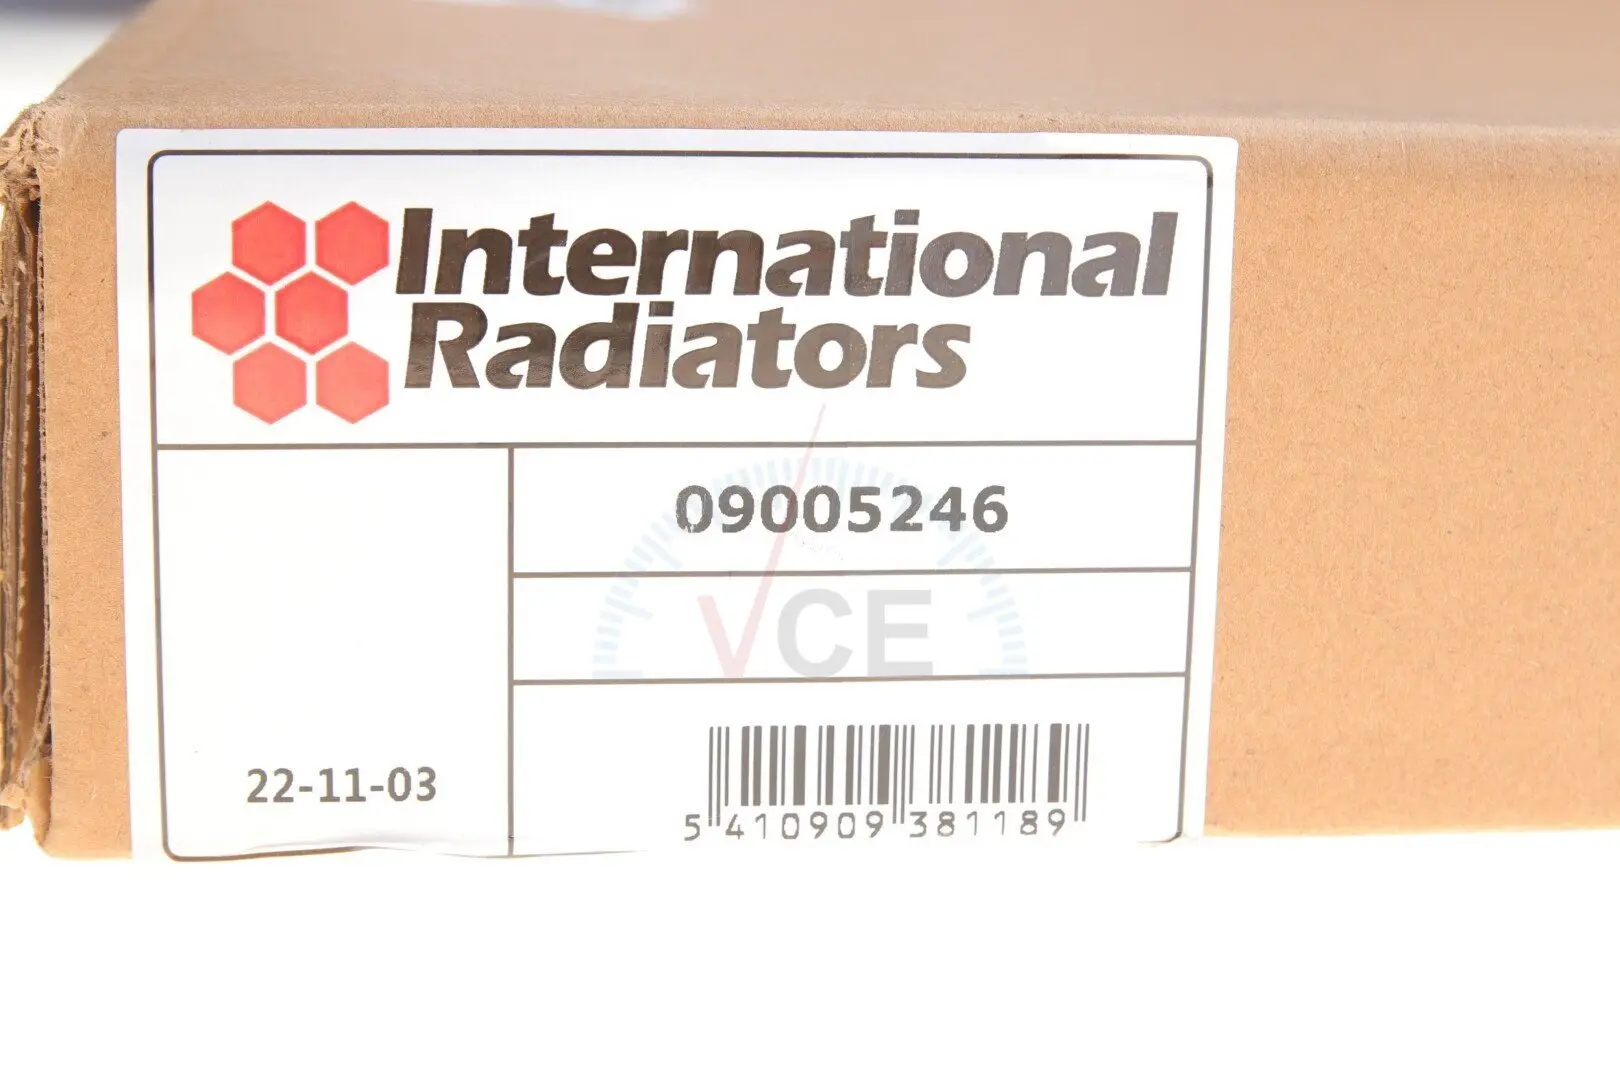 International
Radiators
09005246
VCE
22-11-03
5 410909 381189